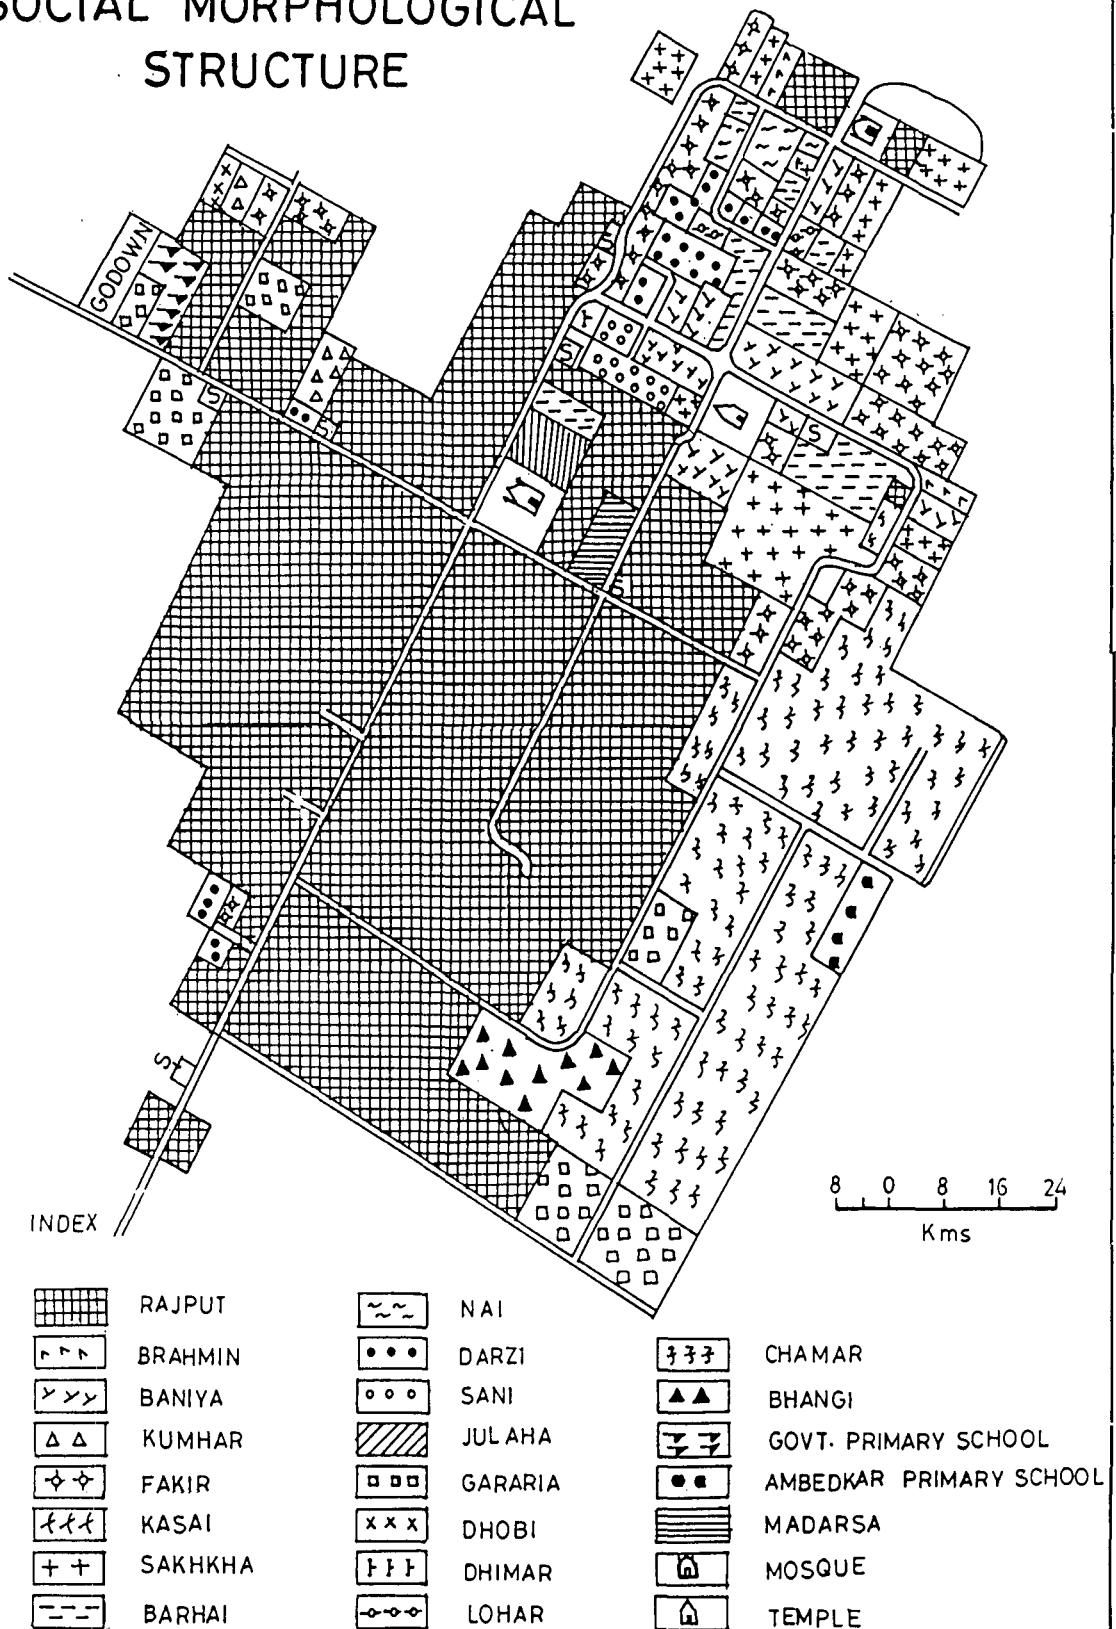 SOCIAL MORPHOLOGICAL
STRUCTURE
GODOWN
S
S
S
S
S
S
S
8 0 8 16 24
Kms
INDEX
RAJPUT
BRAHMIN
BANIYA
KUMHAR
FAKIR
KASAI
SAKHKHA
BARHAI
NAI
DARZI
SANI
JULAHA
GARARIA
DHOBI
DHIMAR
LOHAR
CHAMAR
BHANGI
GOVT. PRIMARY SCHOOL
AMBEDKAR PRIMARY SCHOOL
MADARSA
MOSQUE
TEMPLE